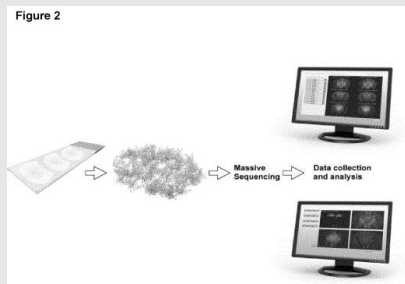 Figure 2
Massive
Sequencing
Data collection
and analysis